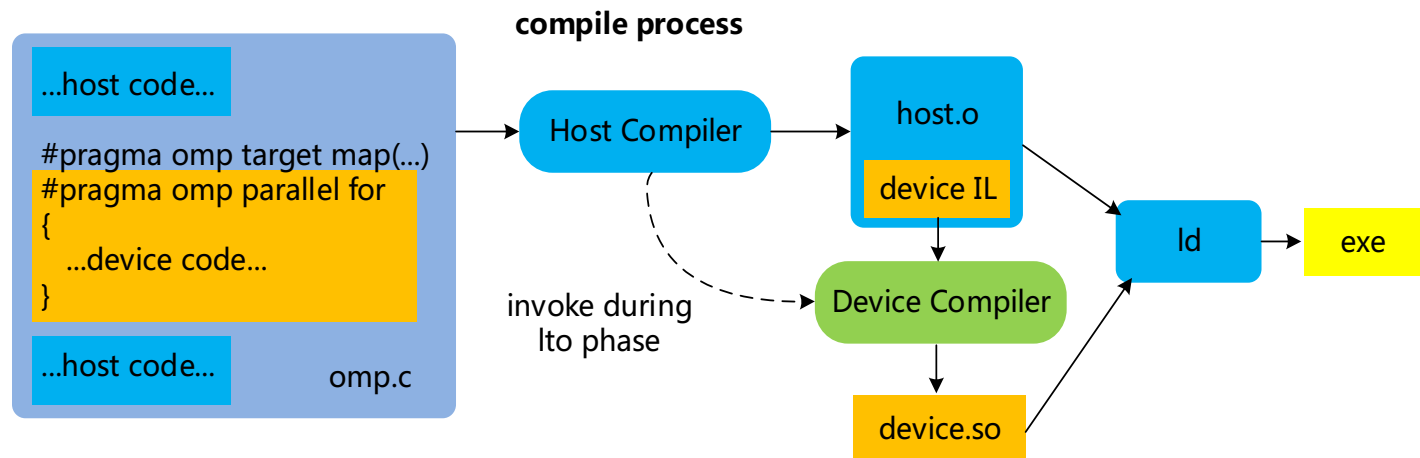 compile process
...host code...
#pragma omp target map(...)
#pragma omp parallel for
{
...device code...
}
...host code...
omp.c
Host Compiler
invoke during
lto phase
host.o
device IL
Device Compiler
device.so
ld
exe